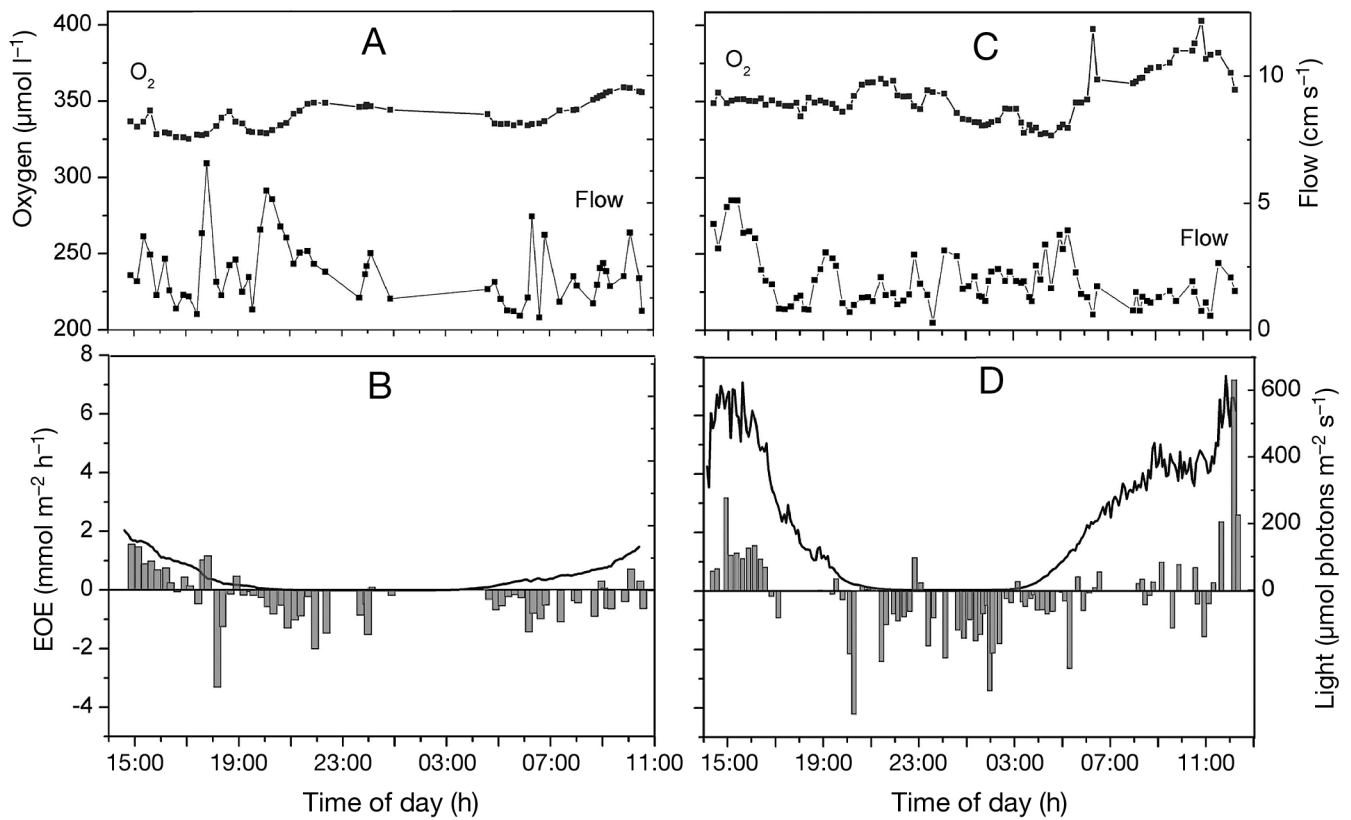 A
C
O2
O2
Flow
Flow
400
350
300
250
200
Oxygen (µmol l–1)
10
5
0
Flow (cm s–1)
B
D
8
6
4
2
0
-2
-4
EOE (mmol m–2 h–1)
600
400
200
0
Light (µmol photons m–2 s–1)
15:00 19:00 23:00 03:00 07:00 11:00
15:00 19:00 23:00 03:00 07:00 11:00
Time of day (h)
Time of day (h)